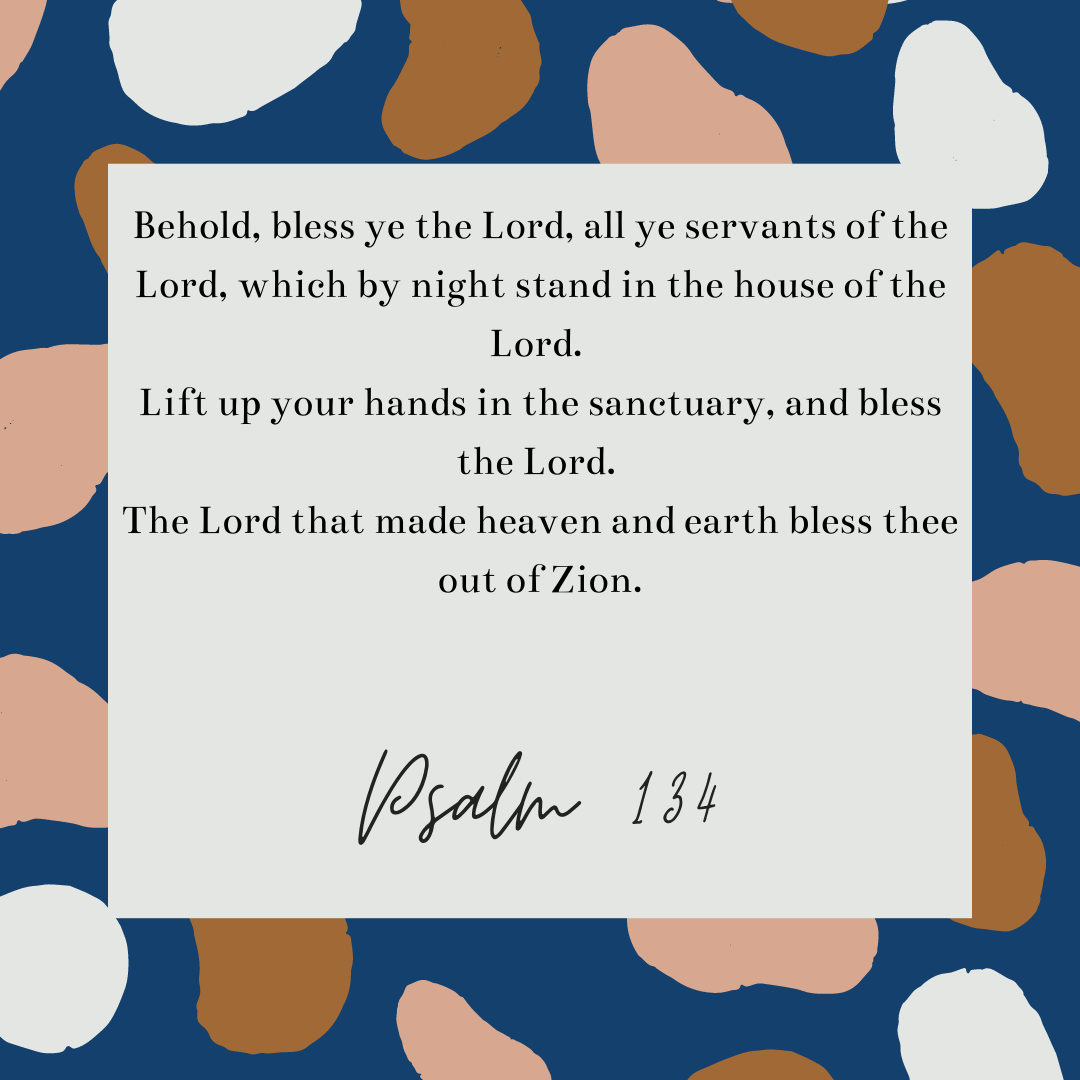 Behold, bless ye the Lord, all ye servants of the
Lord, which by night stand in the house of the
Lord.
Lift up your hands in the sanctuary, and bless
the Lord.
The Lord that made heaven and earth bless thee
out of Zion.
Psalm 134